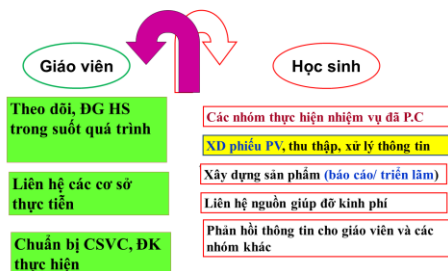 Giáo viên
Học sinh
Theo dõi, ĐG HS
trong suốt quá trình
Liên hệ các cơ sở
thực tiễn
Chuẩn bị CSVC, ĐK
thực hiện
Các nhóm thực hiện nhiệm vụ đã P.C
XD phiếu PV, thu thập, xử lý thông tin
Xây dựng sản phẩm (báo cáo/ triển lãm)
Liên hệ nguồn giúp đỡ kinh phí
Phản hồi thông tin cho giáo viên và các
nhóm khác